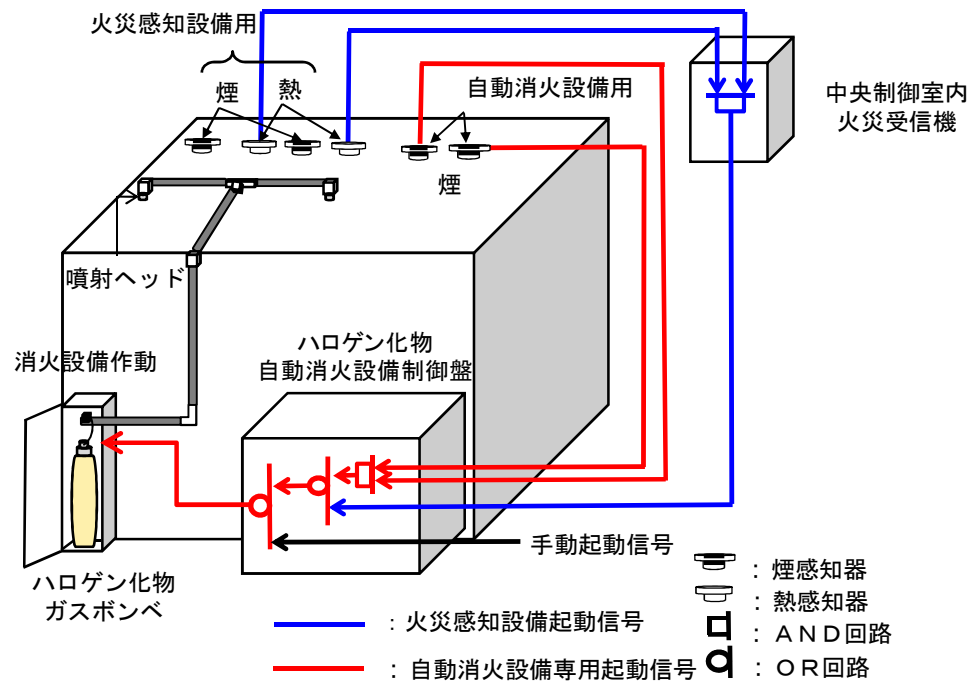 火災感知設備用
煙
熱
自動消火設備用
煙
中央制御室内
火災受信機
噴射ヘッド
消火設備作動
ハロゲン化物
自動消火設備制御盤
手動起動信号
ハロゲン化物
ガスボンベ
：煙感知器
：熱感知器
：ＡＮＤ回路
：ＯＲ回路
：火災感知設備起動信号
：自動消火設備専用起動信号